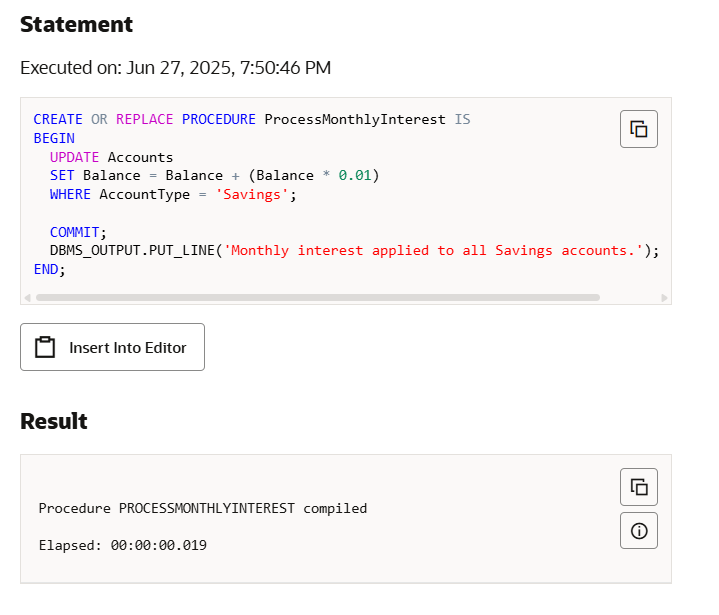 Statement
Executed on: Jun 27, 2025, 7:50:46 PM
CREATE OR REPLACE PROCEDURE ProcessMonthlyInterest IS
BEGIN
  UPDATE Accounts
  SET Balance = Balance + (Balance * 0.01)
  WHERE AccountType = 'Savings';

  COMMIT;
  DBMS_OUTPUT.PUT_LINE('Monthly interest applied to all Savings accounts.');
END;
Insert Into Editor
Result
Procedure PROCESSMONTHLYINTEREST compiled
Elapsed: 00:00:00.019